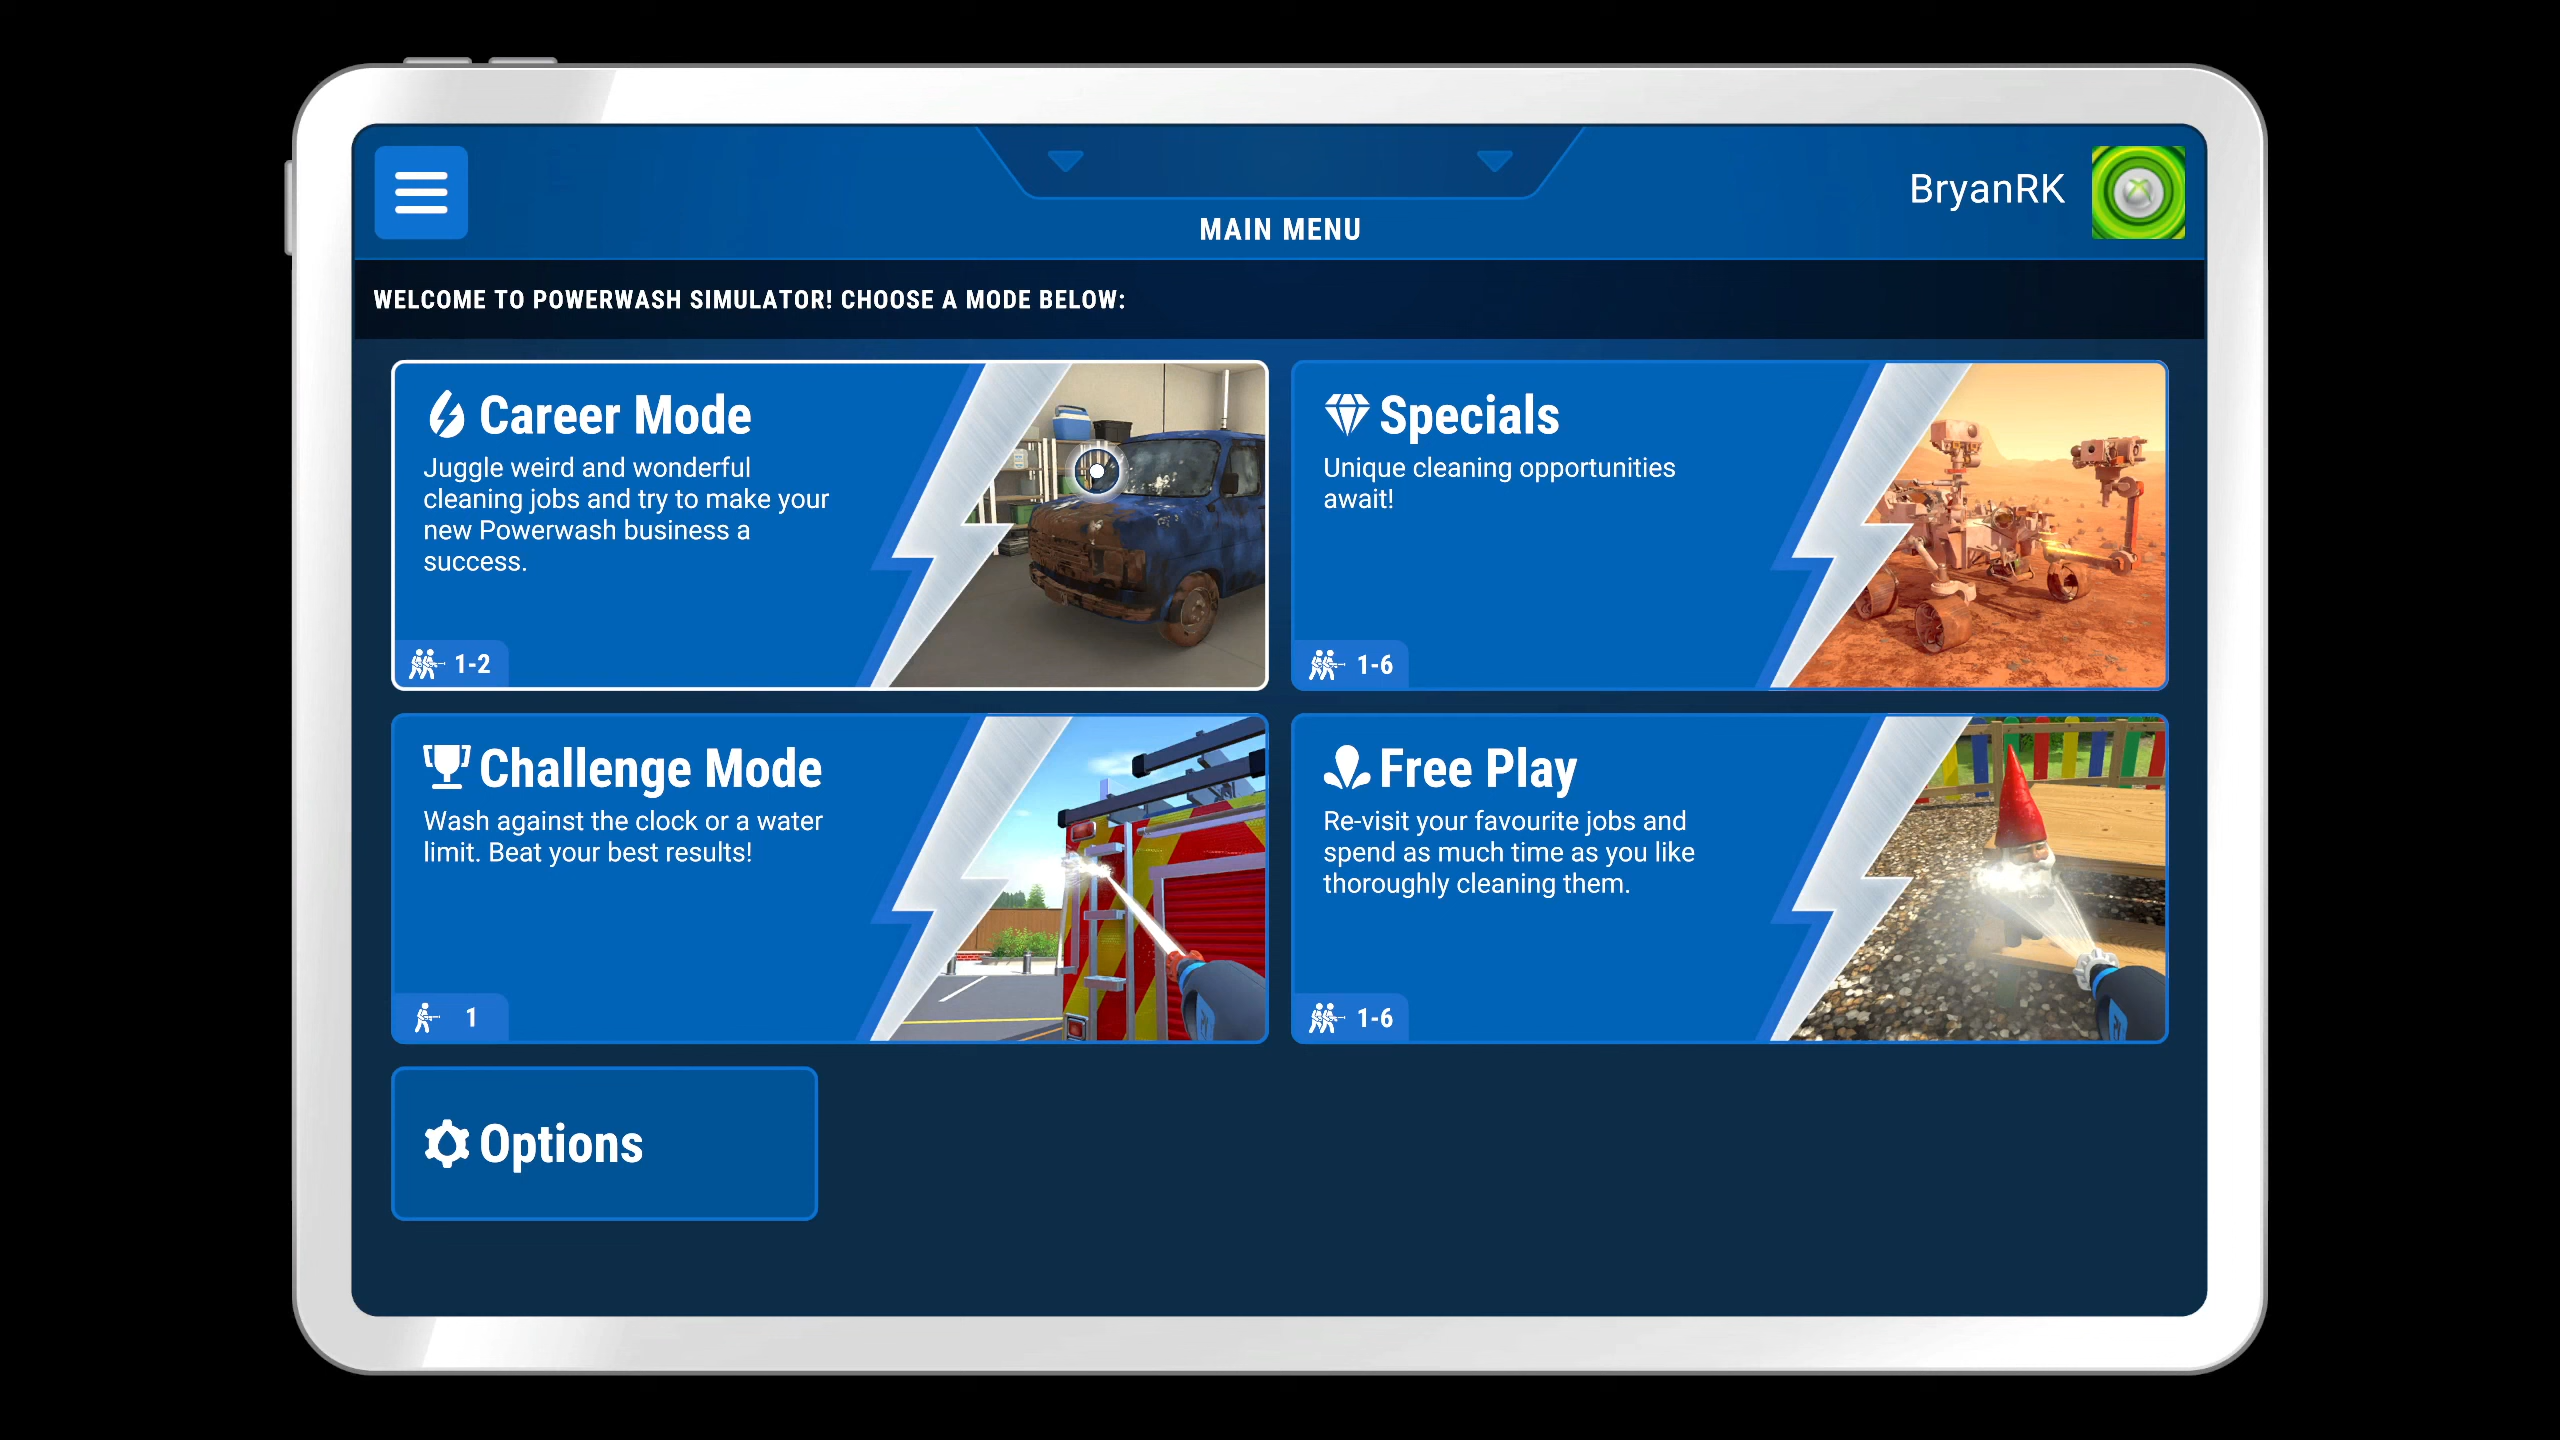 BryanRK
MAIN MENU
WELCOME TO POWERWASH SIMULATOR! CHOOSE A MODE BELOW:
Career Mode
Juggle weird and wonderful
cleaning jobs and try to make your
new Powerwash business a
success.
1-2
Specials
Unique cleaning opportunities
await!
1-6
Challenge Mode
Wash against the clock or a water
limit. Beat your best results!
1
Free Play
Re-visit your favourite jobs and
spend as much time as you like
thoroughly cleaning them.
1-6
Options